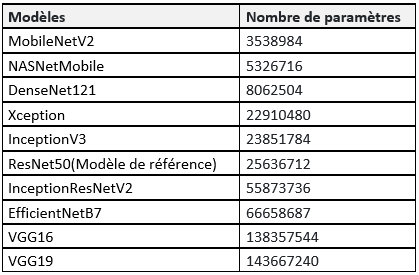 Modèles Nombre de paramètres
MobileNetV2 3538984
NASNetMobile 5326716
DenseNet121 8062504
Xception 22910480
InceptionV3 23851784
ResNet50(Modèle de référence) 25636712
InceptionResNetV2 55873736
EfficientNetB7 66658687
VGG16 138357544
VGG19 143667240